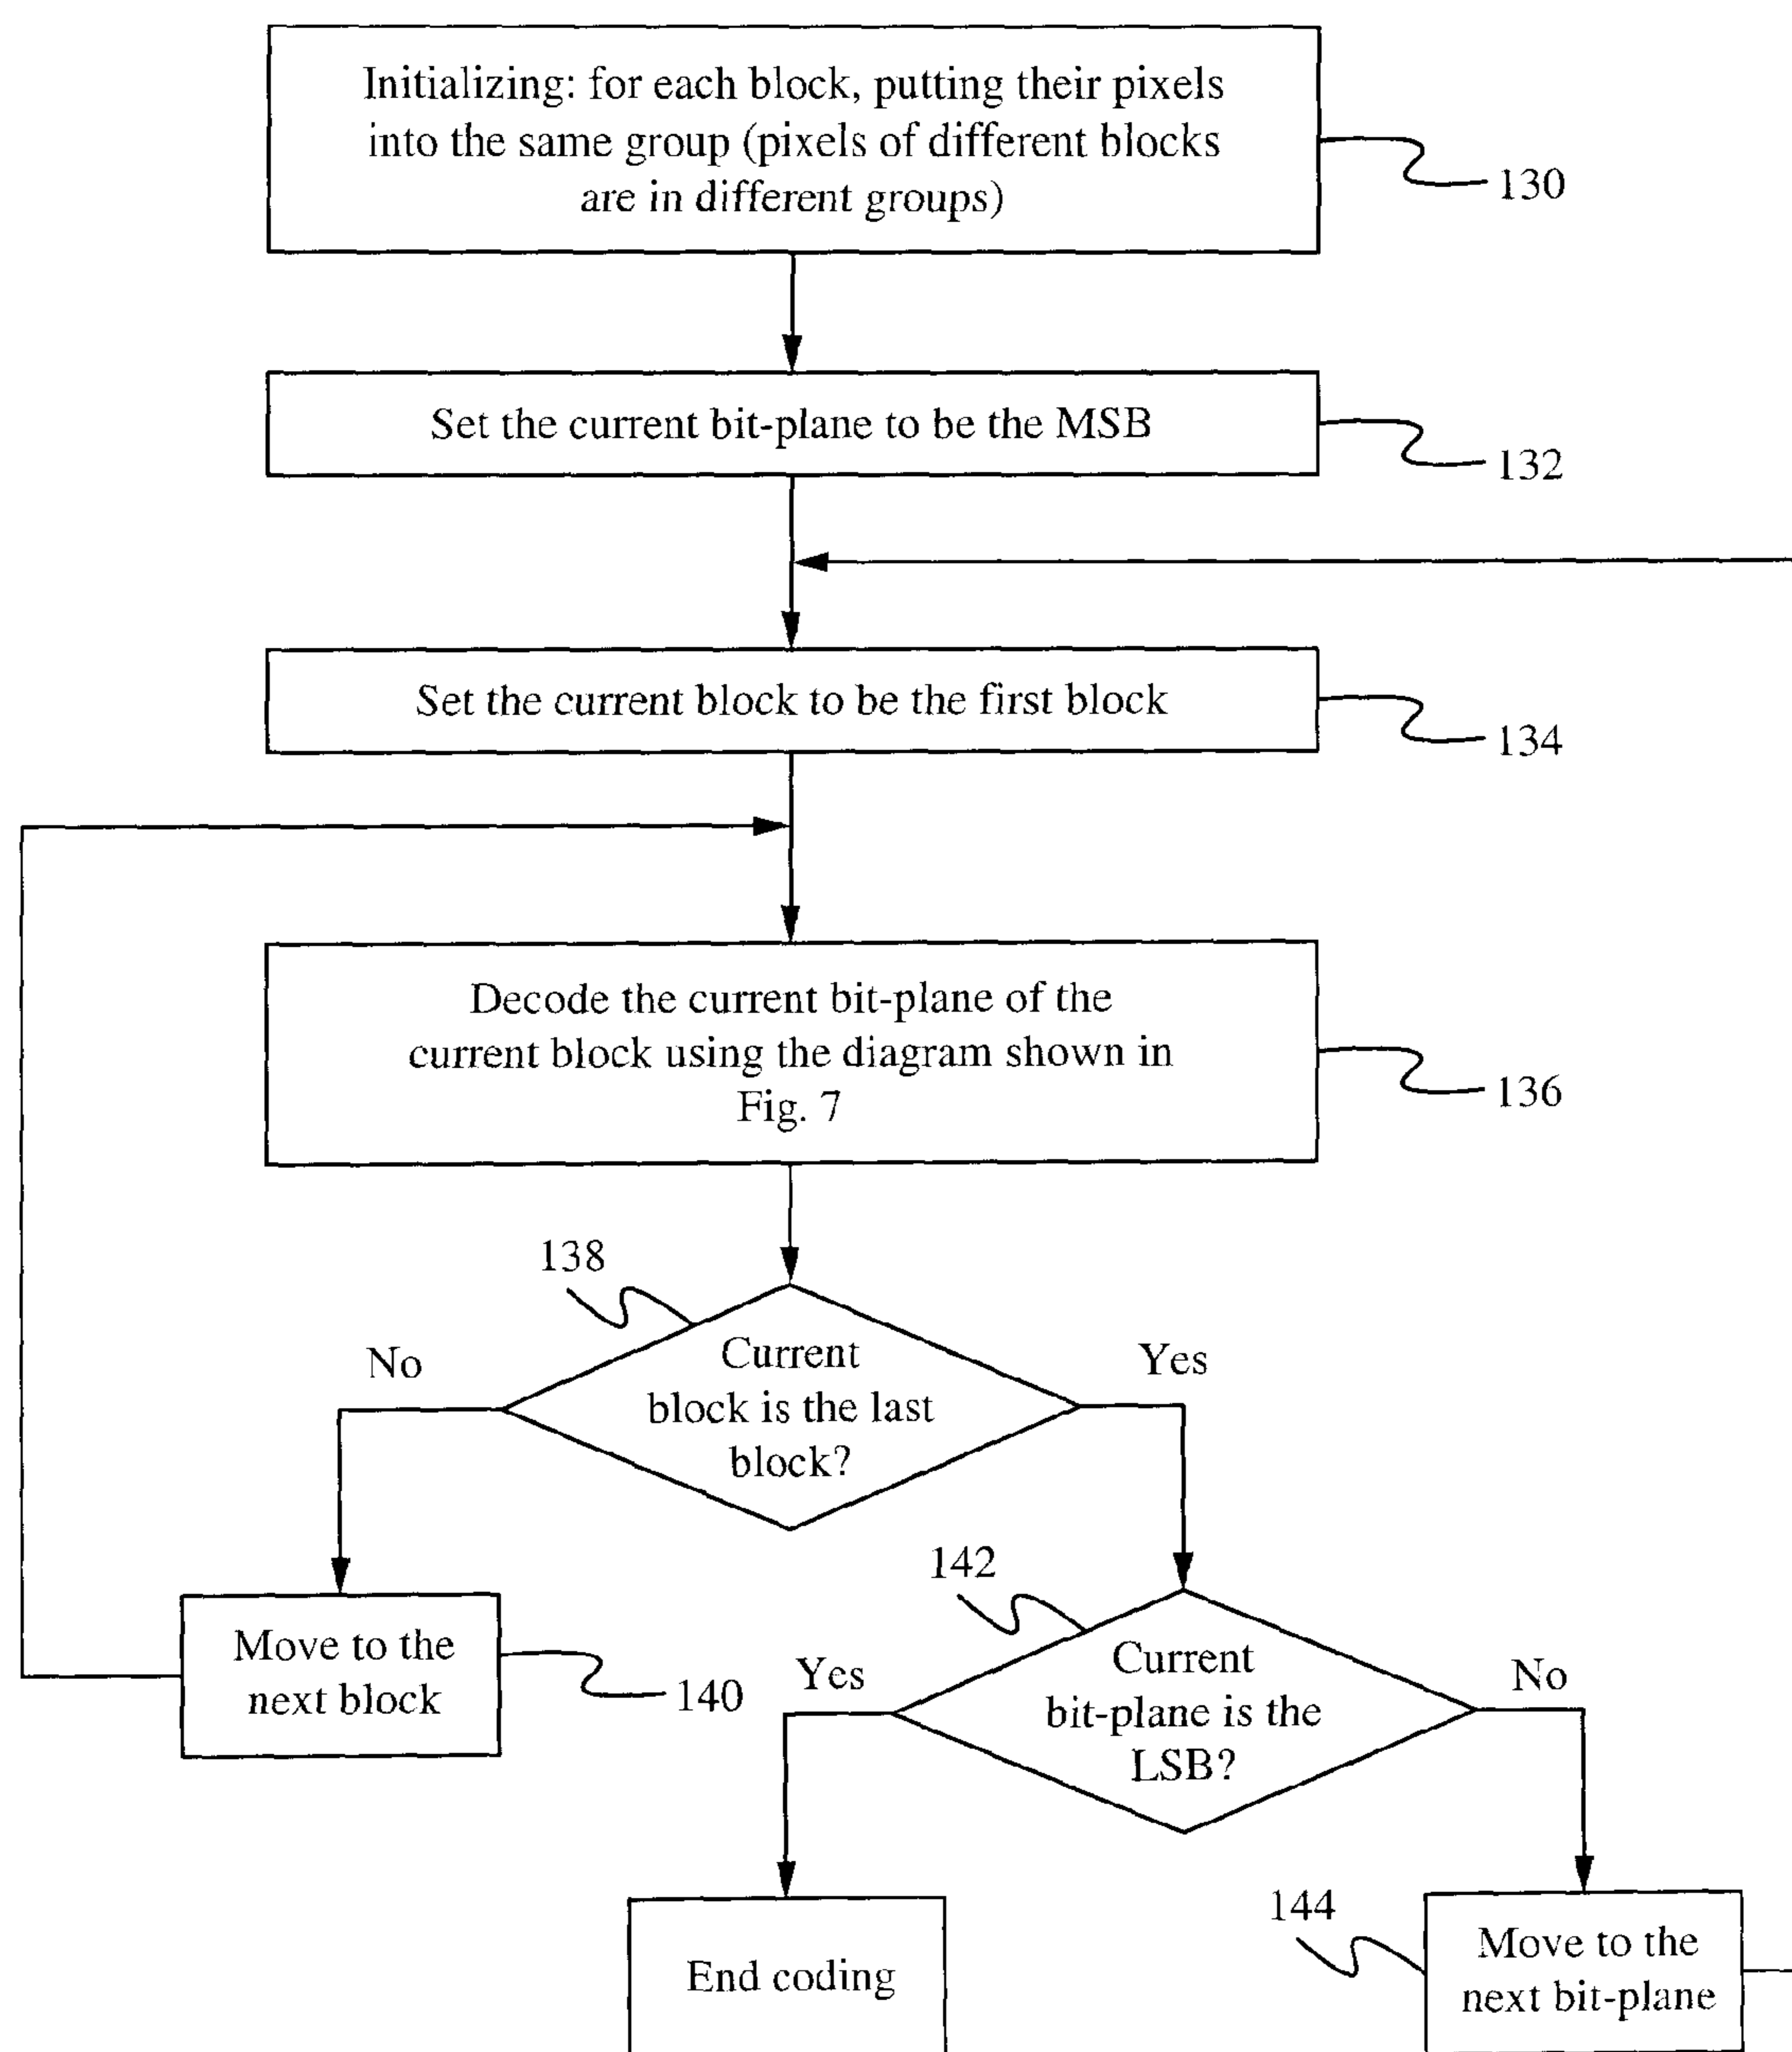 Initializing: for each block, putting their pixels
into the same group (pixels of different blocks
are in different groups)
130
Set the current bit-plane to be the MSB
132
Set the current block to be the first block
134
Decode the current bit-plane of the
current block using the diagram shown in
Fig. 7
136
138
No
Current
block is the last
block?
Yes
Move to the
next block
140
142
Yes
Current
bit-plane is the
LSB?
No
End coding
144
Move to the
next bit-plane